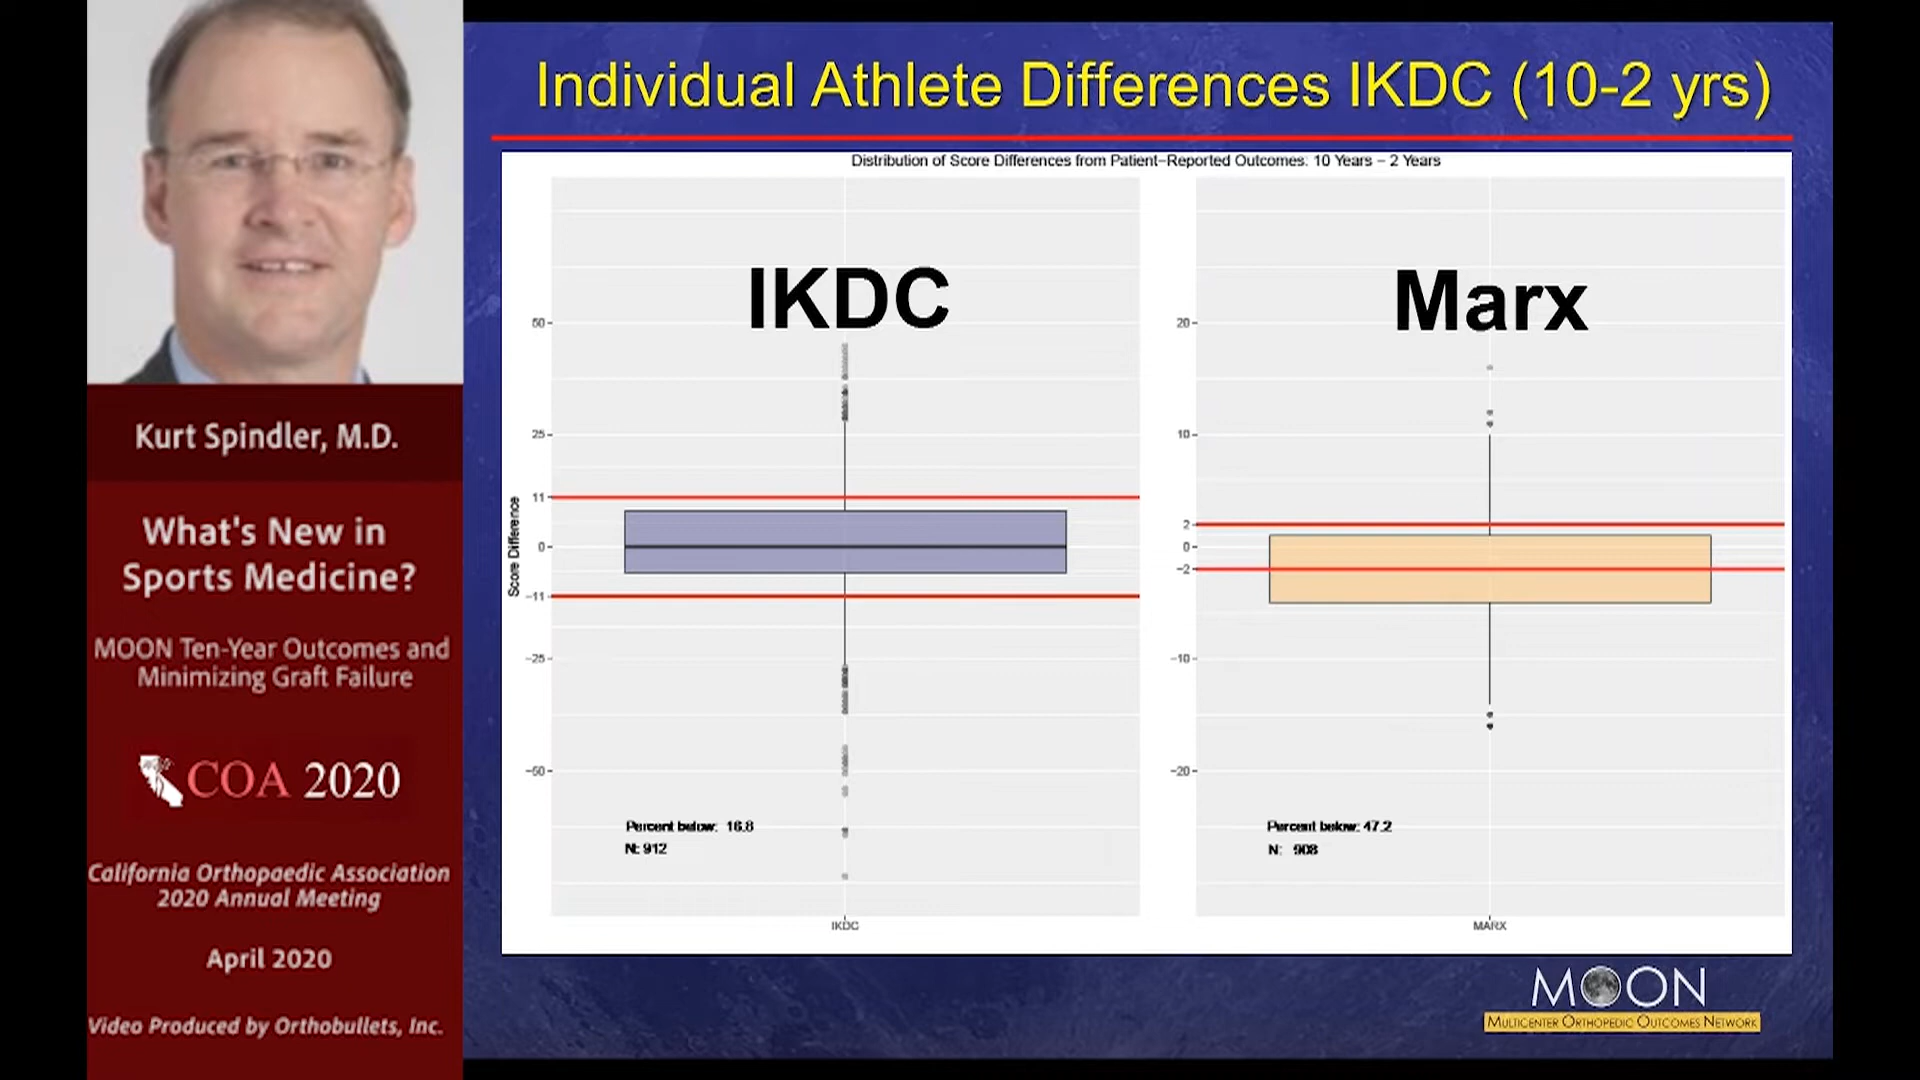 Kurt Spindler, M.D.
What's New in
Sports Medicine?
MOON Ten-Year Outcomes and
Minimizing Graft Failure
COA 2020
California Orthopaedic Association
2020 Annual Meeting
April 2020
Video Produced by Orthobullets, Inc.
Individual Athlete Differences IKDC (10-2 yrs)
Distribution of Score Differences from Patient-Reported Outcomes: 10 Years - 2 Years
IKDC
Score Difference
50
25
11
0
-11
-25
-50
Percent below: 16.8
N: 912
IKDC
Marx
20
10
2
0
-2
-10
-20
Percent below: 47.2
N: 908
MARX
MOON
MULTICENTER ORTHOPEDIC OUTCOMES NETWORK